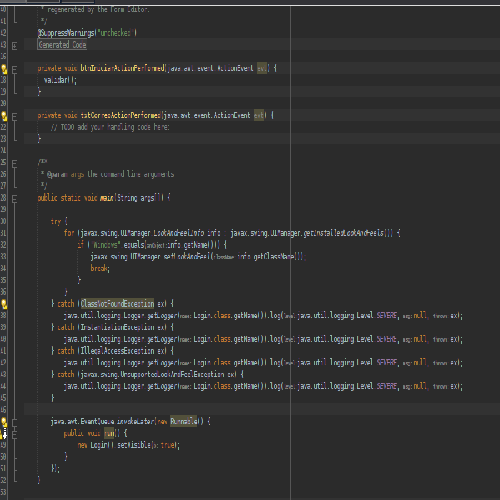 * regenerated by the Form Editor.
*/
@SuppressWarnings("unchecked")
Generated Code
private void btnIniciarActionPerformed(java.awt.event.ActionEvent evt) {
validar();
}
private void txtCorreoActionPerformed(java.awt.event.ActionEvent evt) {
// TODO add your handling code here:
}
/**
* @param args the command line arguments
*/
public static void main(String args[]) {
try {
for (javax.swing.UIManager.LookAndFeelInfo info : javax.swing.UIManager.getInstalledLookAndFeels()) {
if ("Windows".equals(anObject: info.getName())) {
javax.swing.UIManager.setLookAndFeel(className: info.getClassName());
break;
}
}
} catch (ClassNotFoundException ex) {
java.util.logging.Logger.getLogger(name: Login.class.getName()).log(level: java.util.logging.Level.SEVERE, msg: null, thrown: ex);
} catch (InstantiationException ex) {
java.util.logging.Logger.getLogger(name: Login.class.getName()).log(level: java.util.logging.Level.SEVERE, msg: null, thrown: ex);
} catch (IllegalAccessException ex) {
java.util.logging.Logger.getLogger(name: Login.class.getName()).log(level: java.util.logging.Level.SEVERE, msg: null, thrown: ex);
} catch (javax.swing.UnsupportedLookAndFeelException ex) {
java.util.logging.Logger.getLogger(name: Login.class.getName()).log(level: java.util.logging.Level.SEVERE, msg: null, thrown: ex);
}
java.awt.EventQueue.invokeLater(new Runnable() {
public void run() {
new Login().setVisible(b: true);
}
});
}